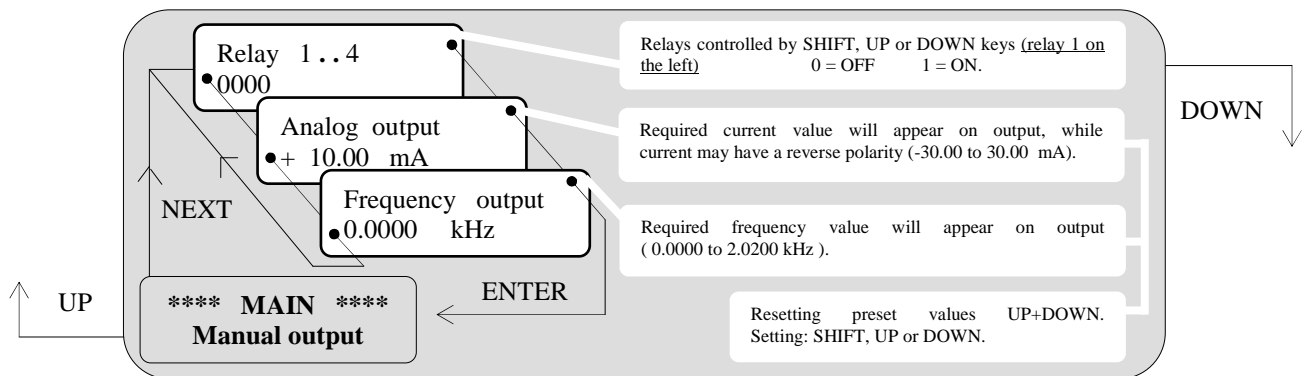 Relay 1 . . 4
0000
Analog output
+ 10.00 mA
Frequency output
0.0000 kHz
NEXT
**** MAIN ****
Manual output
UP
ENTER
DOWN
Relays controlled by SHIFT, UP or DOWN keys (relay 1 on
the left) 0 = OFF 1 = ON.
Required current value will appear on output, while
current may have a reverse polarity (-30.00 to 30.00 mA).
Required frequency value will appear on output
( 0.0000 to 2.0200 kHz ).
Resetting preset values UP+DOWN.
Setting: SHIFT, UP or DOWN.